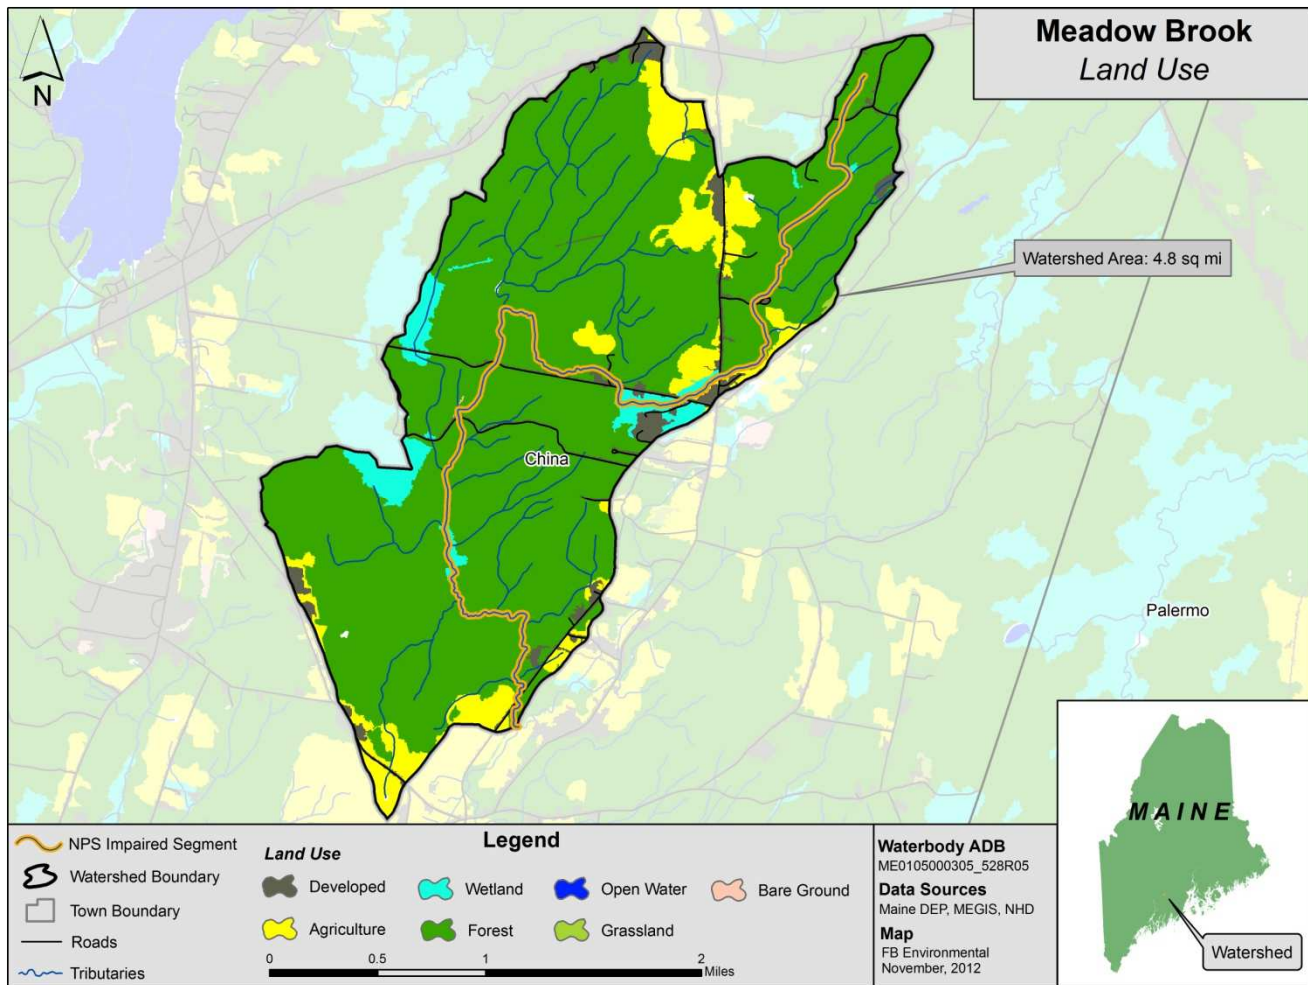 Meadow Brook
Land Use
N
Watershed Area: 4.8 sq mi
China
Palermo
MAINE
Watershed
Legend
NPS Impaired Segment
Watershed Boundary
Town Boundary
Roads
Tributaries
Land Use
Developed
Wetland
Open Water
Bare Ground
Agriculture
Forest
Grassland
0 0.5 1 2
Miles
Waterbody ADB
ME0105000305_528R05
Data Sources
Maine DEP, MEGIS, NHD
Map
FB Environmental
November, 2012